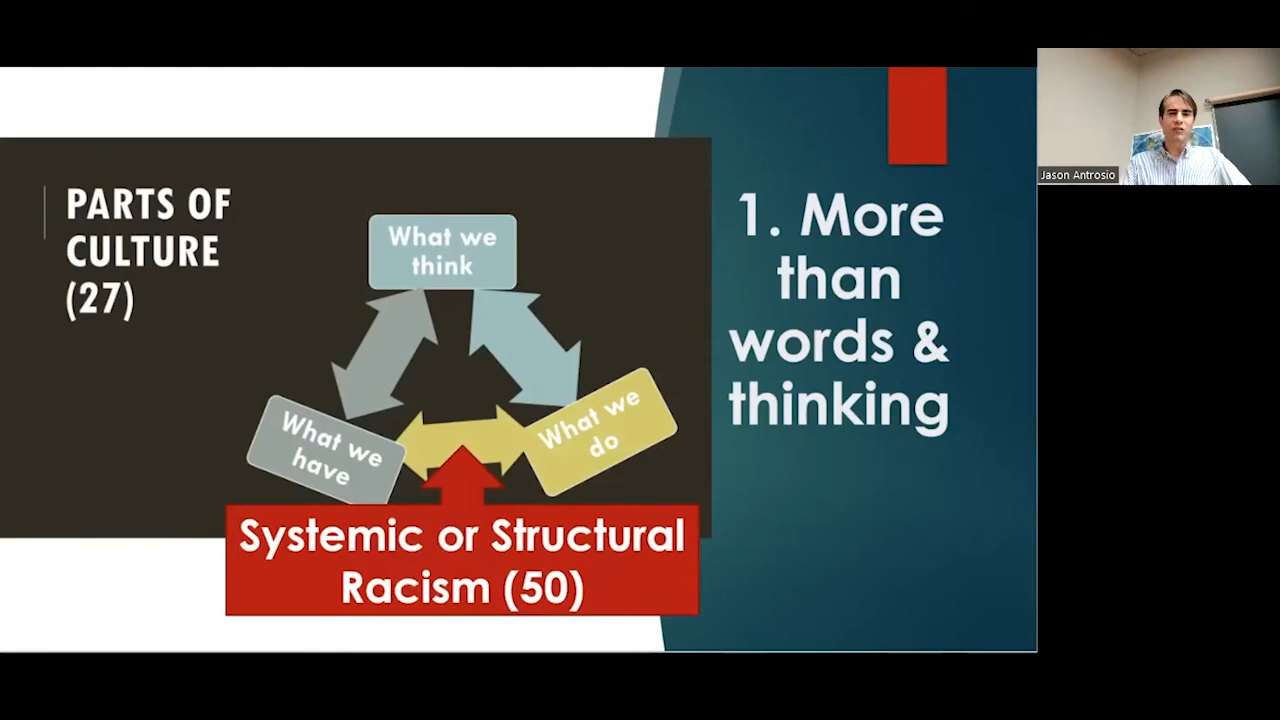 PARTS OF
CULTURE
(27)
What we
think
What we
have
What we
do
Systemic or Structural
Racism (50)
1. More
than
words &
thinking
Jason Antrosio